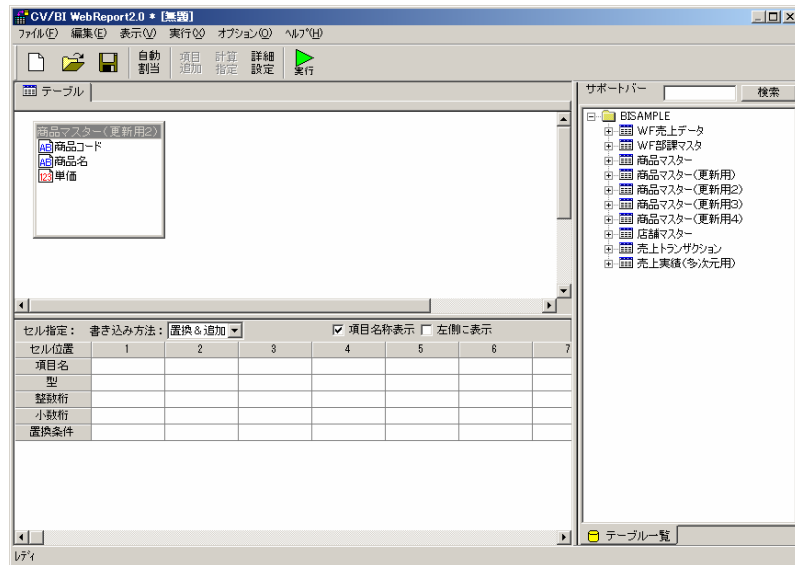 CV/BI WebReport2.0 * [無題]
ファイル(F) 編集(E) 表示(V) 実行(X) オプション(O) ヘルプ(H)
自動割当 項目追加 計算指定 詳細設定 実行
テーブル
商品マスター(更新用2)
AB 商品コード
AB 商品名
123 単価
セル指定： 書き込み方法： 置換＆追加 項目名称表示 左側に表示
セル位置 1 2 3 4 5 6 7
項目名
型
整数桁
小数桁
置換条件
サポートバー 検索
BISAMPLE
WF売上データ
WF部課マスタ
商品マスター
商品マスター(更新用)
商品マスター(更新用2)
商品マスター(更新用3)
商品マスター(更新用4)
店舗マスター
売上トランザクション
売上実績(多次元用)
テーブル一覧
ﾚﾃﾞｨ